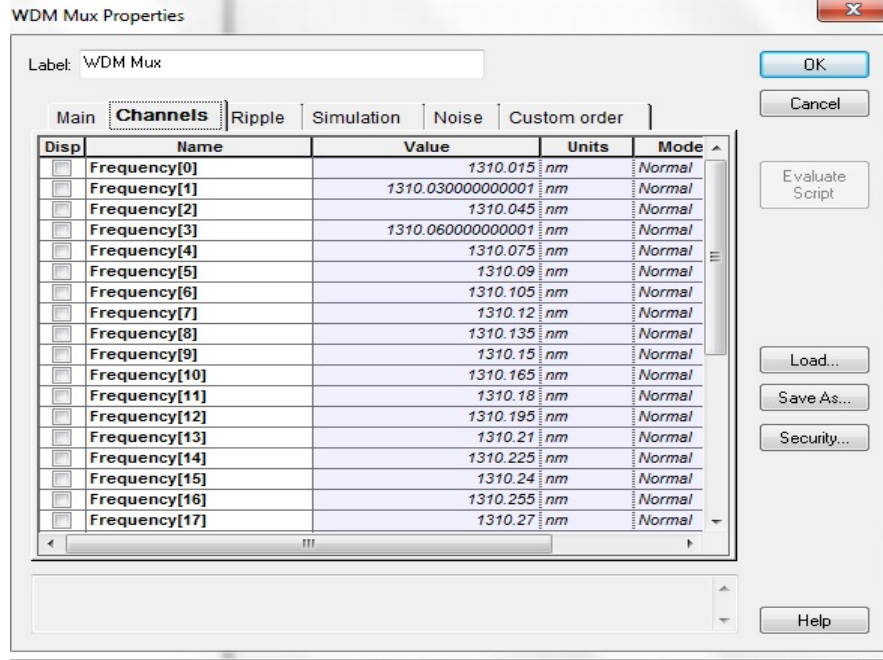 WDM Mux Properties
Label: WDM Mux
OK
Cancel
Main Channels Ripple Simulation Noise Custom order
Disp Name Value Units Mode
Frequency[0] 1310.015 nm Normal
Frequency[1] 1310.030000000001 nm Normal
Frequency[2] 1310.045 nm Normal
Frequency[3] 1310.060000000001 nm Normal
Frequency[4] 1310.075 nm Normal
Frequency[5] 1310.09 nm Normal
Frequency[6] 1310.105 nm Normal
Frequency[7] 1310.12 nm Normal
Frequency[8] 1310.135 nm Normal
Frequency[9] 1310.15 nm Normal
Frequency[10] 1310.165 nm Normal
Frequency[11] 1310.18 nm Normal
Frequency[12] 1310.195 nm Normal
Frequency[13] 1310.21 nm Normal
Frequency[14] 1310.225 nm Normal
Frequency[15] 1310.24 nm Normal
Frequency[16] 1310.255 nm Normal
Frequency[17] 1310.27 nm Normal
Evaluate
Script
Load...
Save As...
Security...
Help